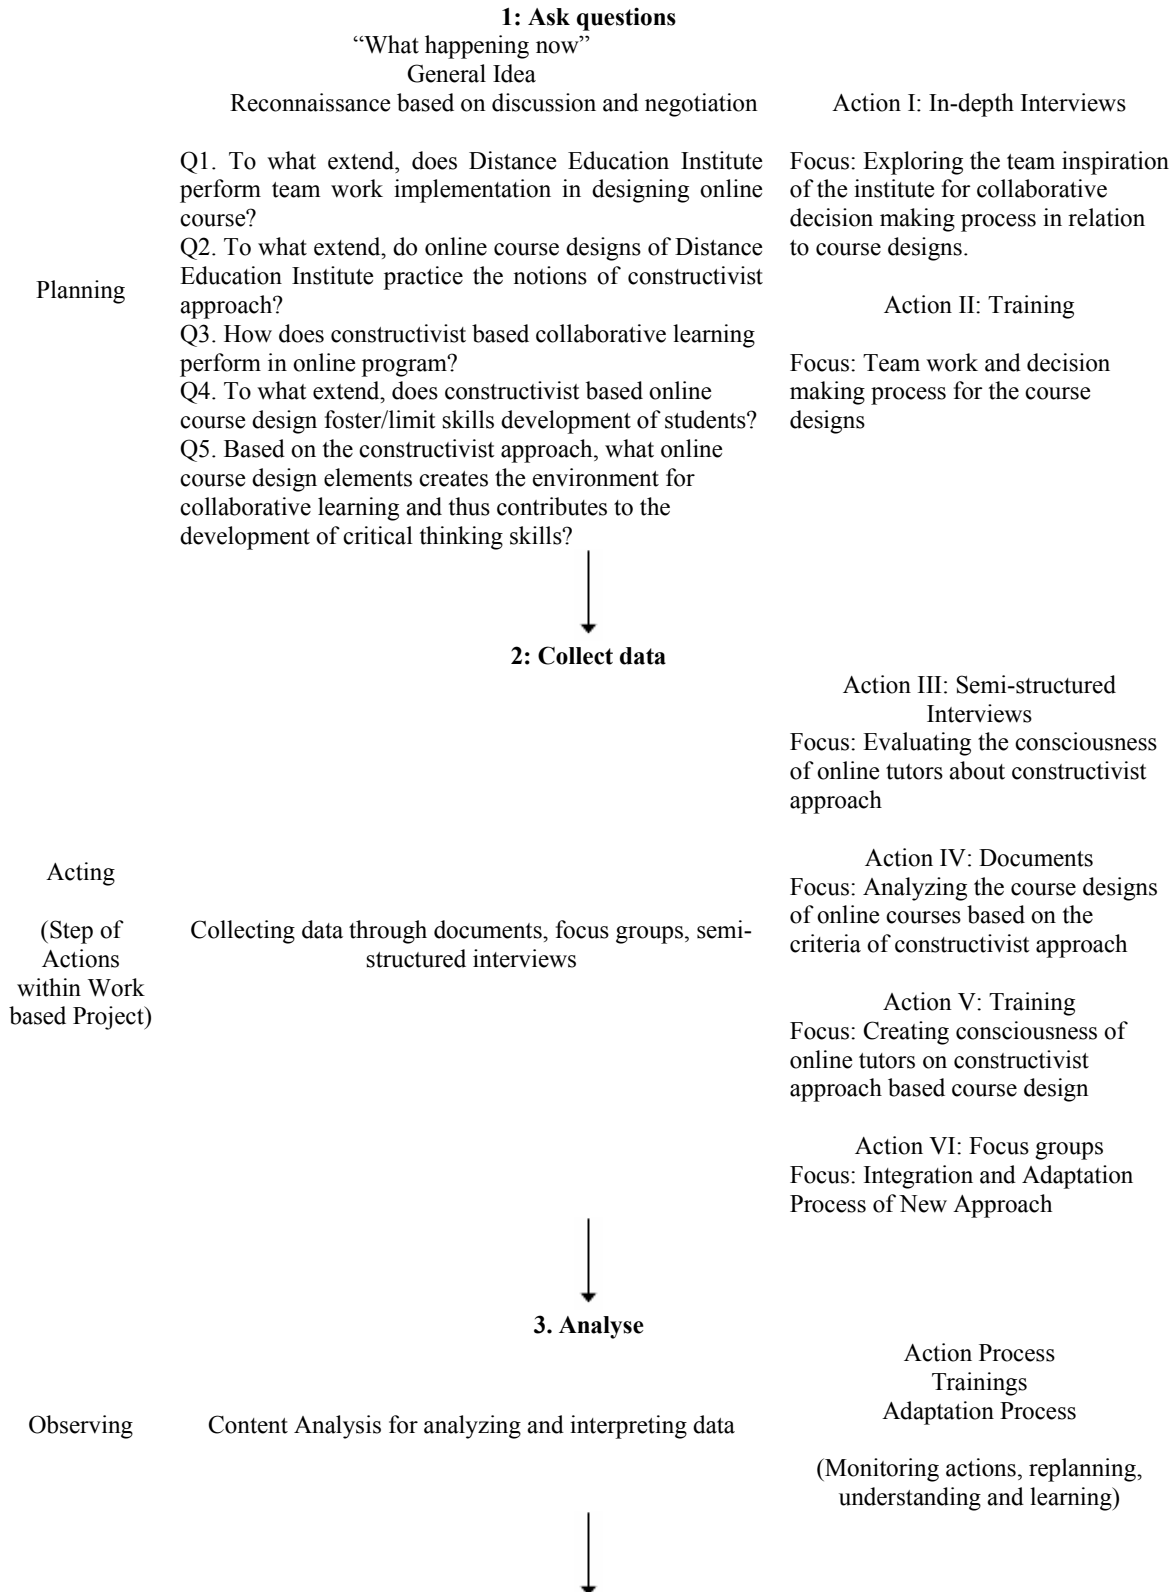 1: Ask questions
“What happening now”
General Idea
Reconnaissance based on discussion and negotiation
Q1. To what extend, does Distance Education Institute
perform team work implementation in designing online
course?
Q2. To what extend, do online course designs of Distance
Education Institute practice the notions of constructivist
approach?
Q3. How does constructivist based collaborative learning
perform in online program?
Q4. To what extend, does constructivist based online
course design foster/limit skills development of students?
Q5. Based on the constructivist approach, what online
course design elements creates the environment for
collaborative learning and thus contributes to the
development of critical thinking skills?
Planning
Action I: In-depth Interviews
Focus: Exploring the team inspiration
of the institute for collaborative
decision making process in relation
to course designs.
Action II: Training
Focus: Team work and decision
making process for the course
designs
2: Collect data
Acting
(Step of
Actions
within Work
based Project)
Collecting data through documents, focus groups, semi-
structured interviews
Action III: Semi-structured
Interviews
Focus: Evaluating the consciousness
of online tutors about constructivist
approach
Action IV: Documents
Focus: Analyzing the course designs
of online courses based on the
criteria of constructivist approach
Action V: Training
Focus: Creating consciousness of
online tutors on constructivist
approach based course design
Action VI: Focus groups
Focus: Integration and Adaptation
Process of New Approach
3. Analyse
Observing
Content Analysis for analyzing and interpreting data
Action Process
Trainings
Adaptation Process
(Monitoring actions, replanning,
understanding and learning)